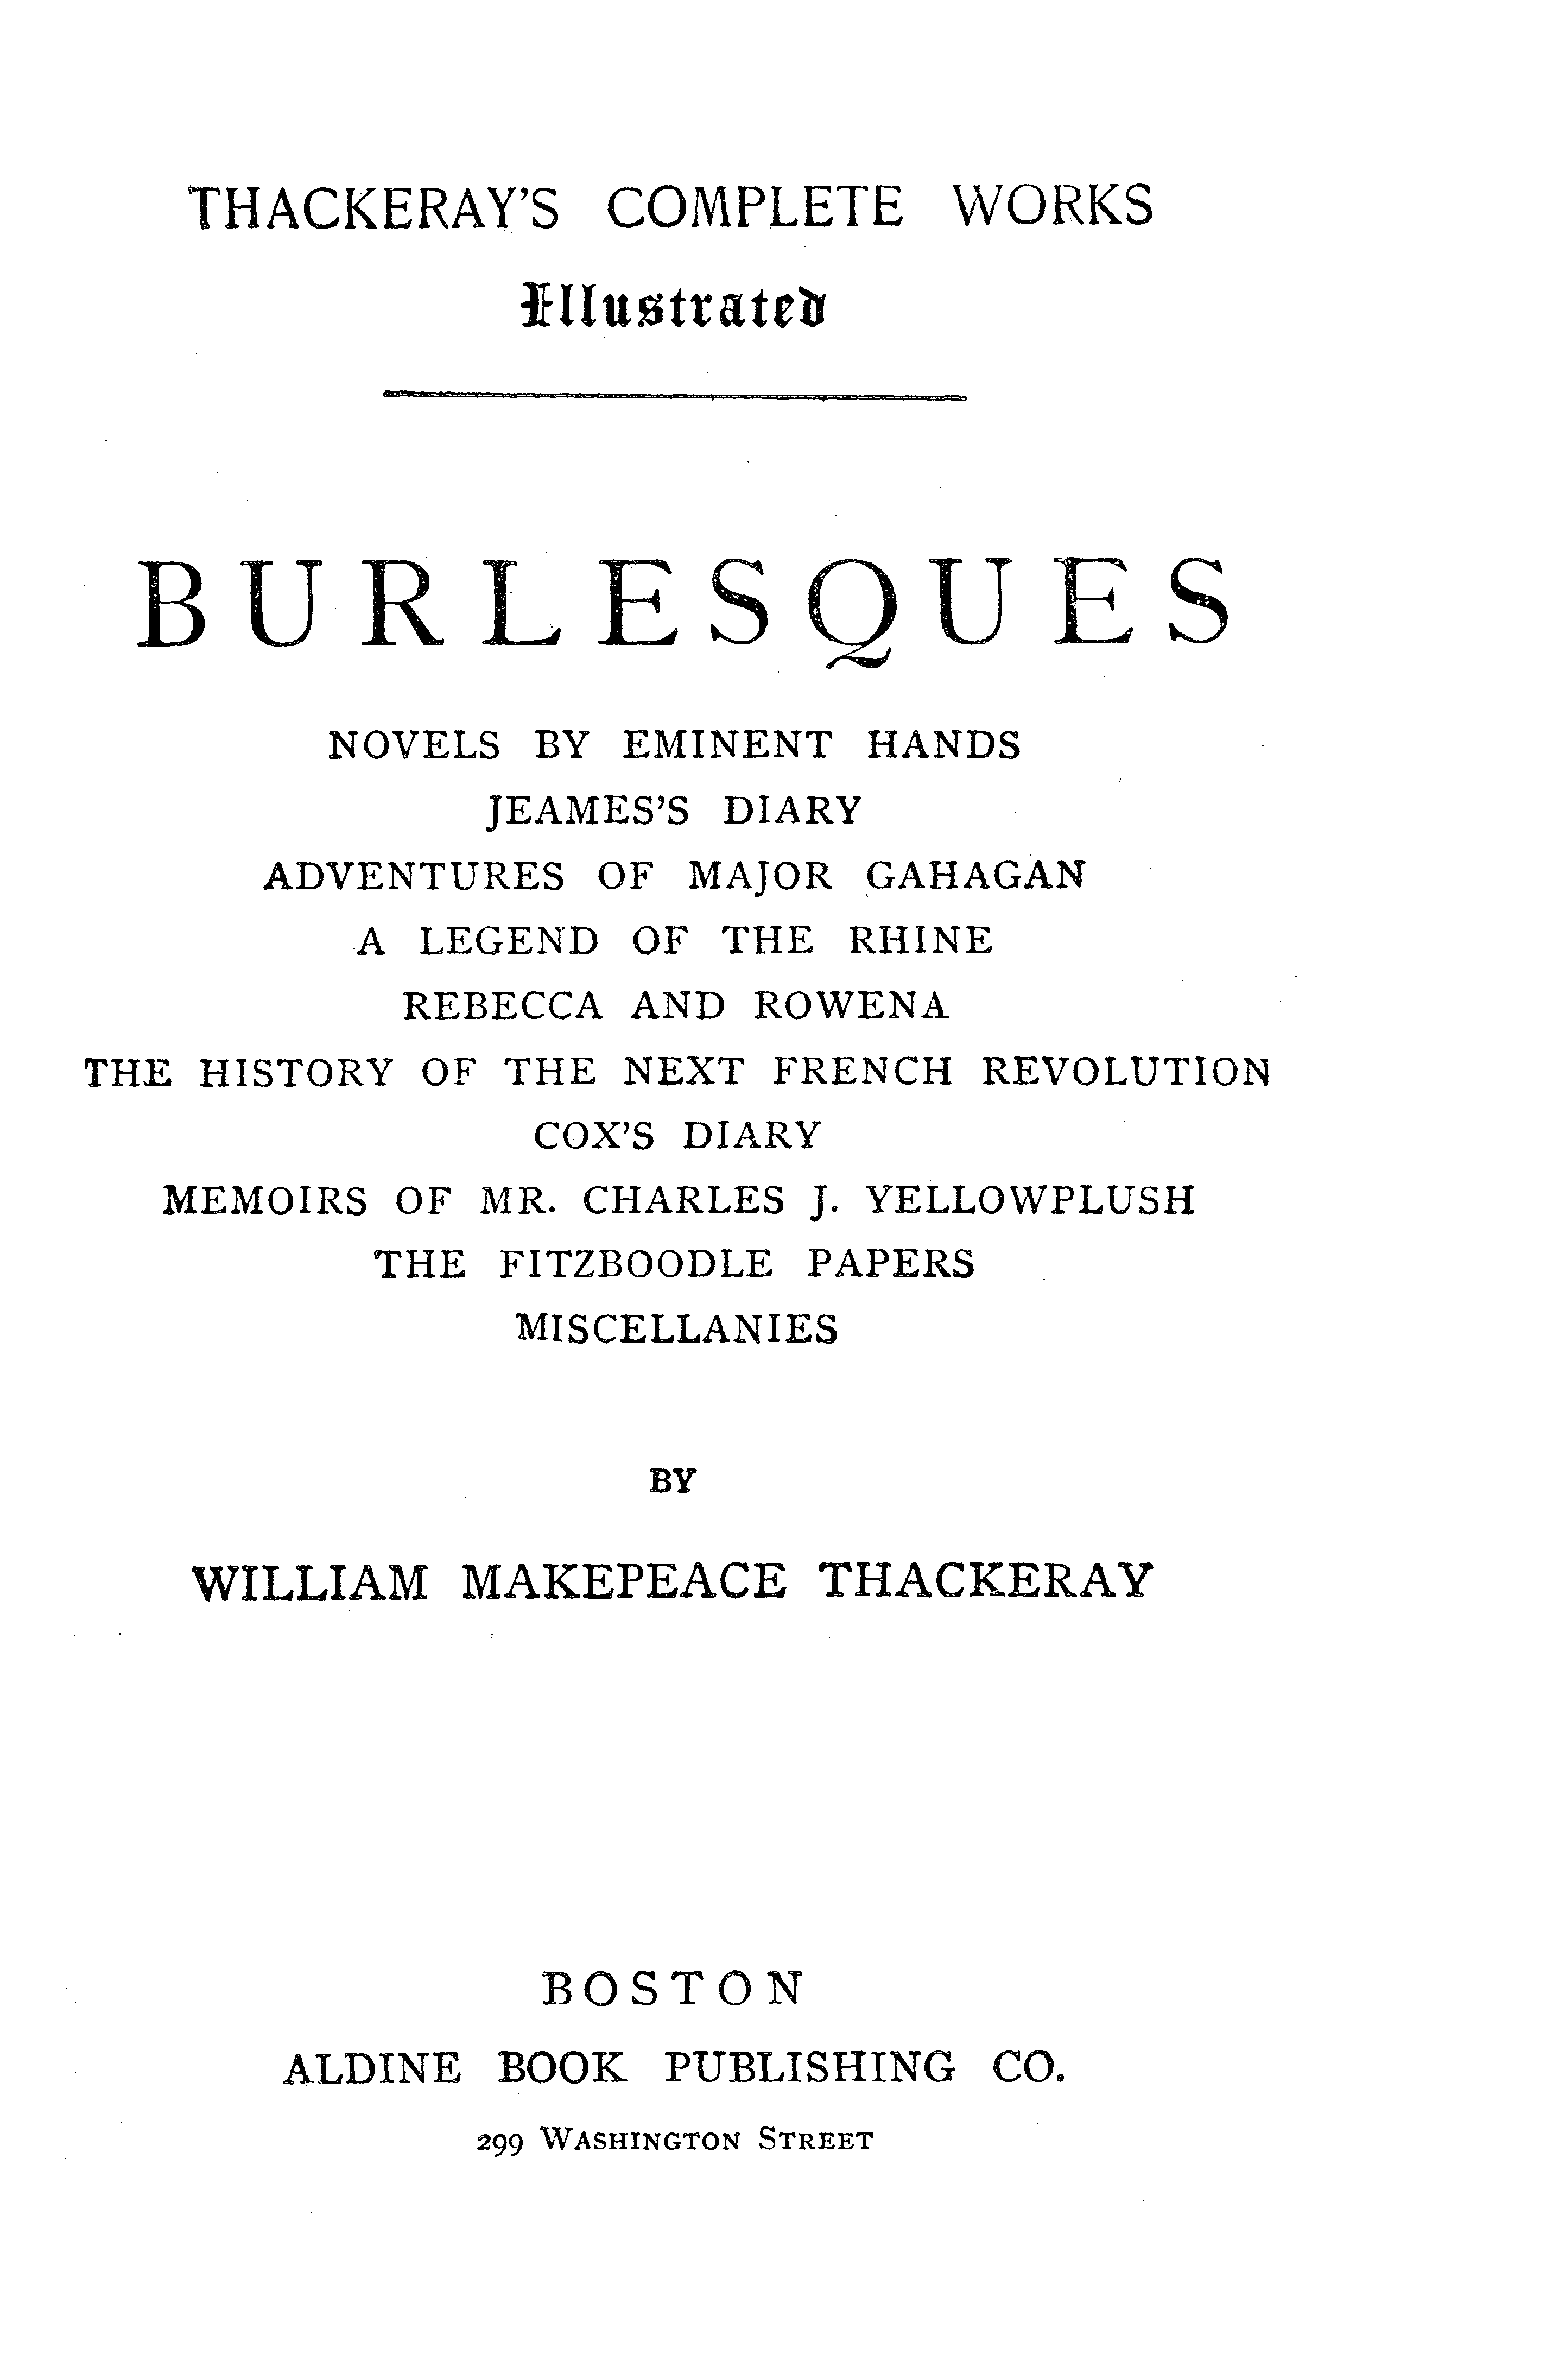 THACKERAY'S COMPLETE WORKS
Illustrated
BURLESQUES
NOVELS BY EMINENT HANDS
JEAMES'S DIARY
ADVENTURES OF MAJOR GAHAGAN
A LEGEND OF THE RHINE
REBECCA AND ROWENA
THE HISTORY OF THE NEXT FRENCH REVOLUTION
COX'S DIARY
MEMOIRS OF MR. CHARLES J. YELLOWPLUSH
THE FITZBOODLE PAPERS
MISCELLANIES
BY
WILLIAM MAKEPEACE THACKERAY
BOSTON
ALDINE BOOK PUBLISHING CO.
299 WASHINGTON STREET